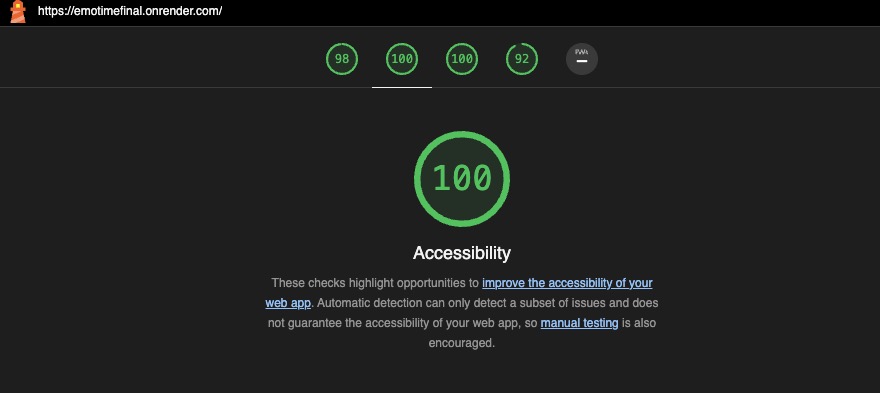 https://emotimefinal.onrender.com/
98
100
100
92
PWA
100
Accessibility
These checks highlight opportunities to improve the accessibility of your
web app. Automatic detection can only detect a subset of issues and does
not guarantee the accessibility of your web app, so manual testing is also
encouraged.